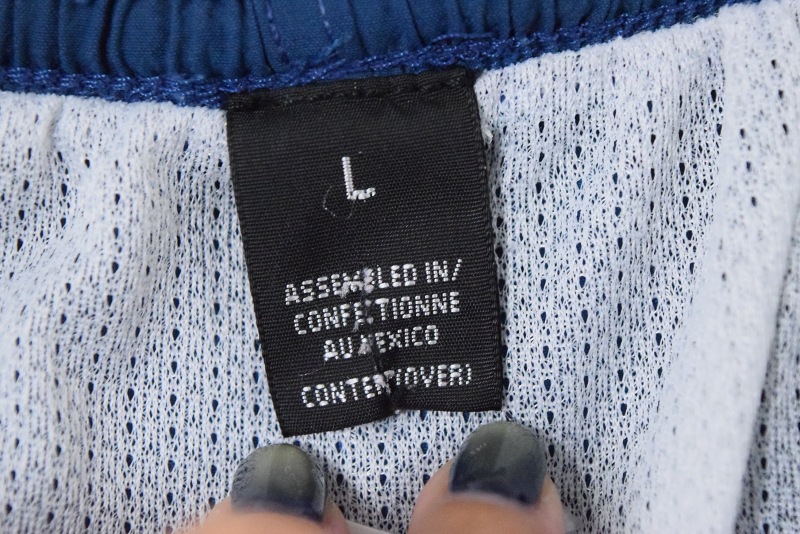 L
ASSEMBLED IN/
CONFECTIONNE
AU MEXICO
CONTENT(OVER)